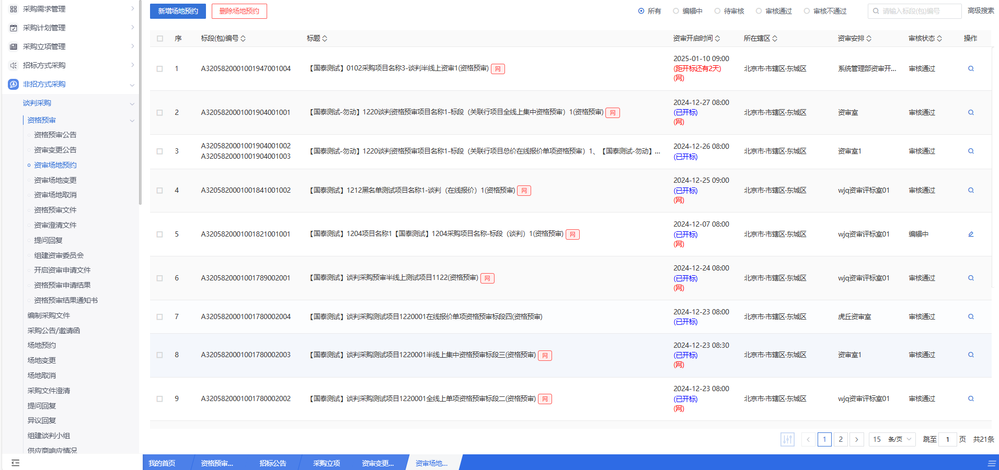 采购需求管理
采购计划管理
采购立项管理
招标方式采购
非招方式采购
谈判采购
资格预审
资格预审公告
资审变更公告
资审场地预约
资审场地变更
资审场地取消
资格预审文件
资审澄清文件
提问回复
组建资审委员会
开启资审申请文件
资格预审申请结果
资格预审结果通知书
编制采购文件
采购公告/邀请函
场地预约
场地变更
场地取消
采购文件澄清
提问回复
异议回复
组建谈判小组
供应商响应情况
新增场地预约 删除场地预约 所有 编辑中 待审核 审核通过 审核不通过 请输入标段(包)编号 高级搜索
序 标段(包)编号 标题 资审开启时间 所在辖区 资审安排 审核状态 操作
1 A3205820001001947001004 【国泰测试】0102采购项目名称3-谈判半线上资审1(资格预审) 网 2025-01-10 09:00 北京市·市辖区·东城区 系统管理部资审开... 审核通过
(距开标还有2天)
(网)
2 A3205820001001904001001 【国泰测试-勿动】1220谈判资格预审项目名称1-标段（关联行项目全线上集中资格预审）1(资格预审) 网 2024-12-27 08:00 北京市·市辖区·东城区 资审室 审核通过
(已开标)
(网)
3 A3205820001001904001002 【国泰测试-勿动】1220谈判资格预审项目名称1-标段（关联行项目总价在线报价单项资格预审）1、【国泰测试-勿动】... 2024-12-26 08:00 北京市·市辖区·东城区 资审室1 审核通过
A3205820001001904001003 (已开标)
4 A3205820001001841001002 【国泰测试】1212黑名单测试项目名称1-谈判（在线报价）1(资格预审) 网 2024-12-25 09:00 北京市·市辖区·东城区 wjq资审评标室01 审核通过
(已开标)
(网)
5 A3205820001001821001001 【国泰测试】1204项目名称1【国泰测试】1204采购项目名称-标段（谈判）1(资格预审) 网 2024-12-07 08:00 北京市·市辖区·东城区 wjq资审评标室01 编辑中
(已开标)
(网)
6 A3205820001001789002001 【国泰测试】谈判采购预审半线上测试项目1122(资格预审) 网 2024-12-24 08:00 北京市·市辖区·东城区 wjq资审评标室01 审核通过
(已开标)
(网)
7 A3205820001001780002004 【国泰测试】谈判采购测试项目1220001在线报价单项资格预审标段四(资格预审) 2024-12-23 08:00 北京市·市辖区·东城区 虎丘资审室 审核通过
(已开标)
8 A3205820001001780002003 【国泰测试】谈判采购测试项目1220001半线上集中资格预审标段三(资格预审) 网 2024-12-23 08:30 北京市·市辖区·东城区 资审室1 审核通过
(已开标)
(网)
9 A3205820001001780002002 【国泰测试】谈判采购测试项目1220001全线上单项资格预审标段二(资格预审) 网 2024-12-23 08:00 北京市·市辖区·东城区 wjq资审评标室01 审核通过
(已开标)
(网)
1 2 15 条/页 跳至 1 页 共21条
我的首页 资格预审... 招标公告 采购立项 资审变更... 资审场地...